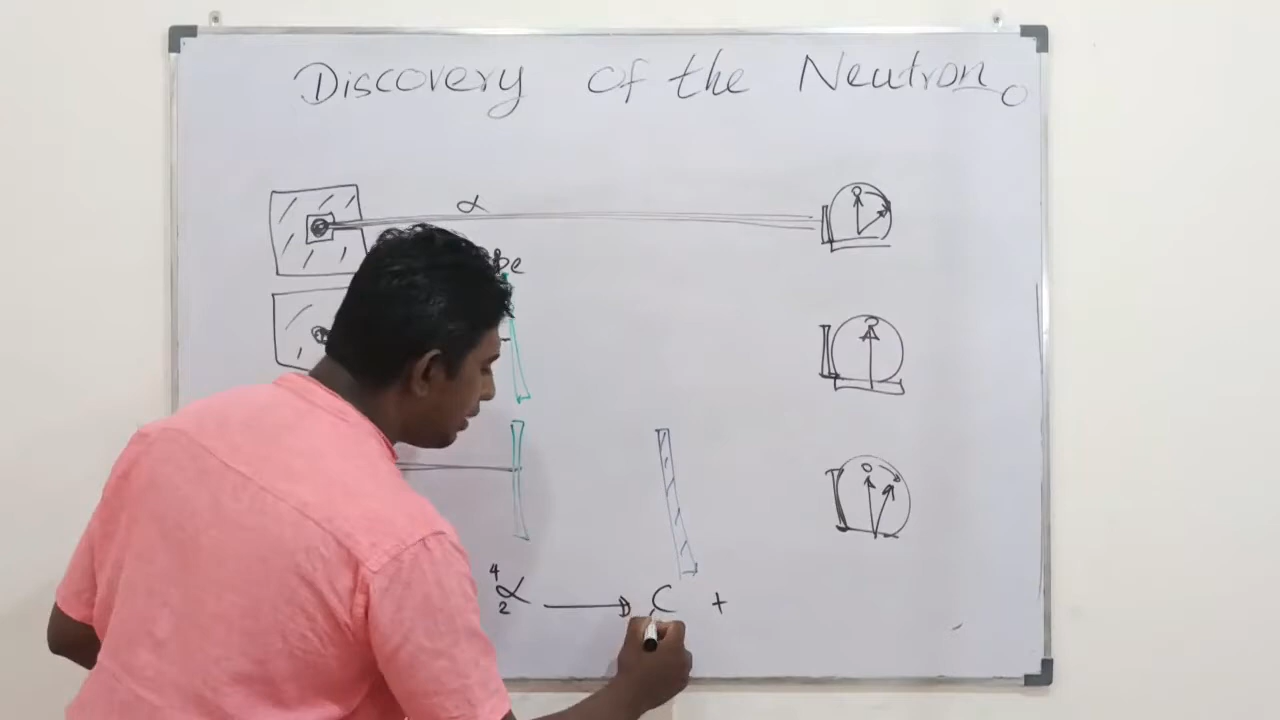 Discovery of the Neutron
α
Be
4
2 α → C +